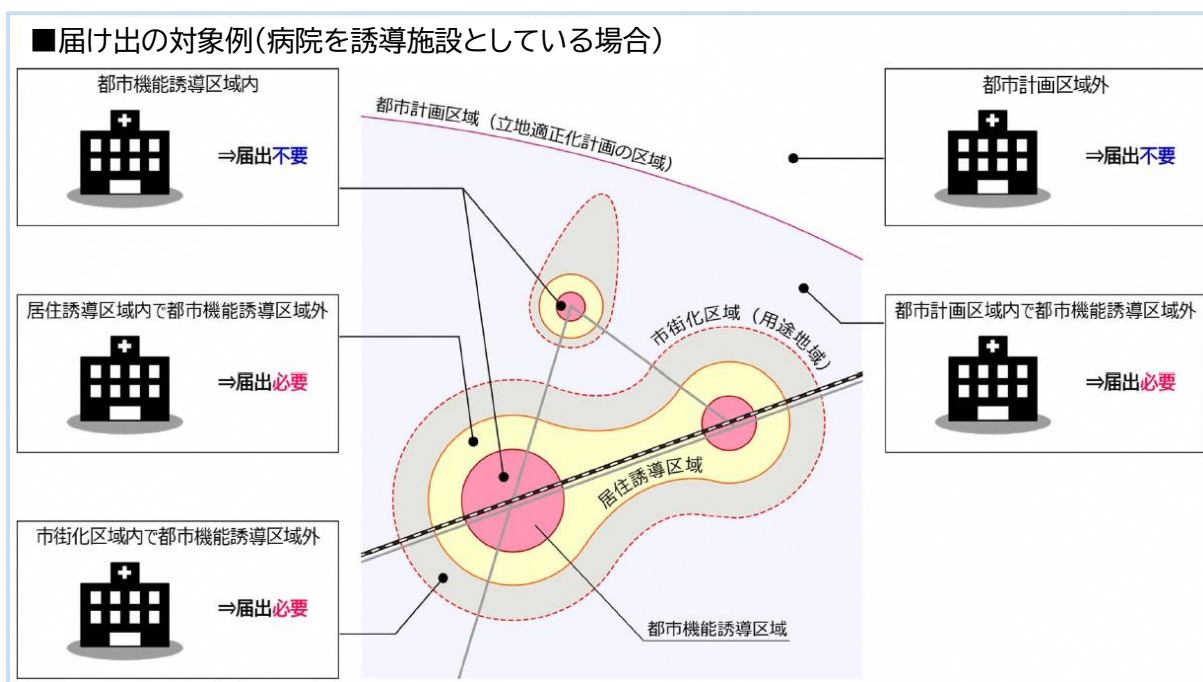 ■届け出の対象例（病院を誘導施設としている場合）
都市機能誘導区域内
⇒届出不要
居住誘導区域内で都市機能誘導区域外
⇒届出必要
市街化区域内で都市機能誘導区域外
⇒届出必要
都市計画区域（立地適正化計画の区域）
市街化区域（用途地域）
居住誘導区域
都市機能誘導区域
都市計画区域外
⇒届出不要
都市計画区域内で都市機能誘導区域外
⇒届出必要